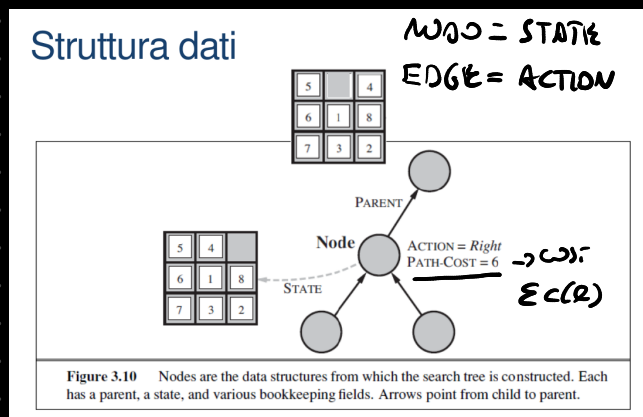 Struttura dati
NODO = STATE
EDGE = ACTION
5 4
6 1 8
7 3 2
PARENT
Node
ACTION = Right
PATH-COST = 6
→ COST
Σ c(e)
5 4
6 1 8
7 3 2
STATE
Figure 3.10 Nodes are the data structures from which the search tree is constructed. Each
has a parent, a state, and various bookkeeping fields. Arrows point from child to parent.